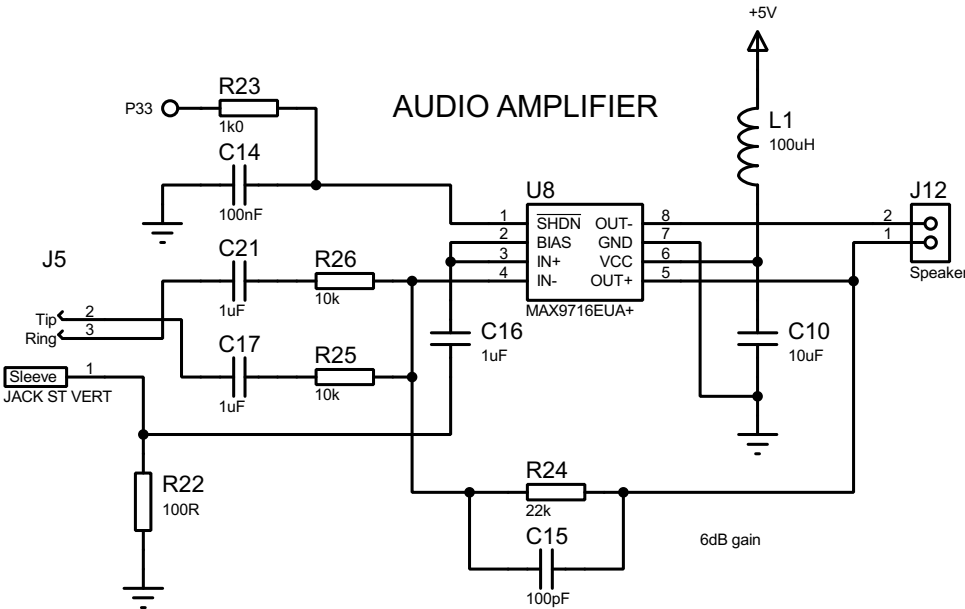 +5V
R23
P33
1k0
AUDIO AMPLIFIER
L1
100uH
C14
100nF
U8
J12
1 SHDN OUT- 8
2 BIAS GND 7
3 IN+ VCC 6
4 IN- OUT+ 5
MAX9716EUA+
2
1
Speaker
J5
C21
1uF
R26
10k
Tip 2
Ring 3
C17
1uF
R25
10k
C16
1uF
C10
10uF
Sleeve 1
JACK ST VERT
R22
100R
R24
22k
C15
100pF
6dB gain